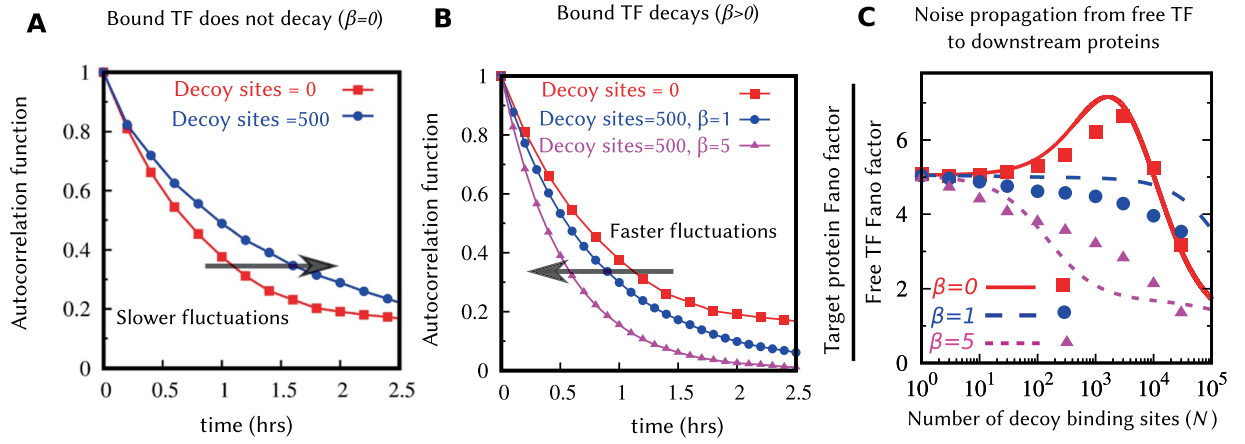 A
Bound TF does not decay (β=0)
Autocorrelation function
1
0.8
0.6
0.4
0.2
0
Decoy sites = 0
Decoy sites =500
Slower fluctuations
0
0.5
1
1.5
2
2.5
time (hrs)
B
Bound TF decays (β>0)
Autocorrelation function
1
0.8
0.6
0.4
0.2
0
Decoy sites = 0
Decoy sites=500, β=1
Decoy sites=500, β=5
Faster fluctuations
0
0.5
1
1.5
2
2.5
time (hrs)
C
Noise propagation from free TF
to downstream proteins
Target protein Fano factor
Free TF Fano factor
6
4
2
0
β=0
β=1
β=5
10⁰
10¹
10²
10³
10⁴
10⁵
Number of decoy binding sites (N)